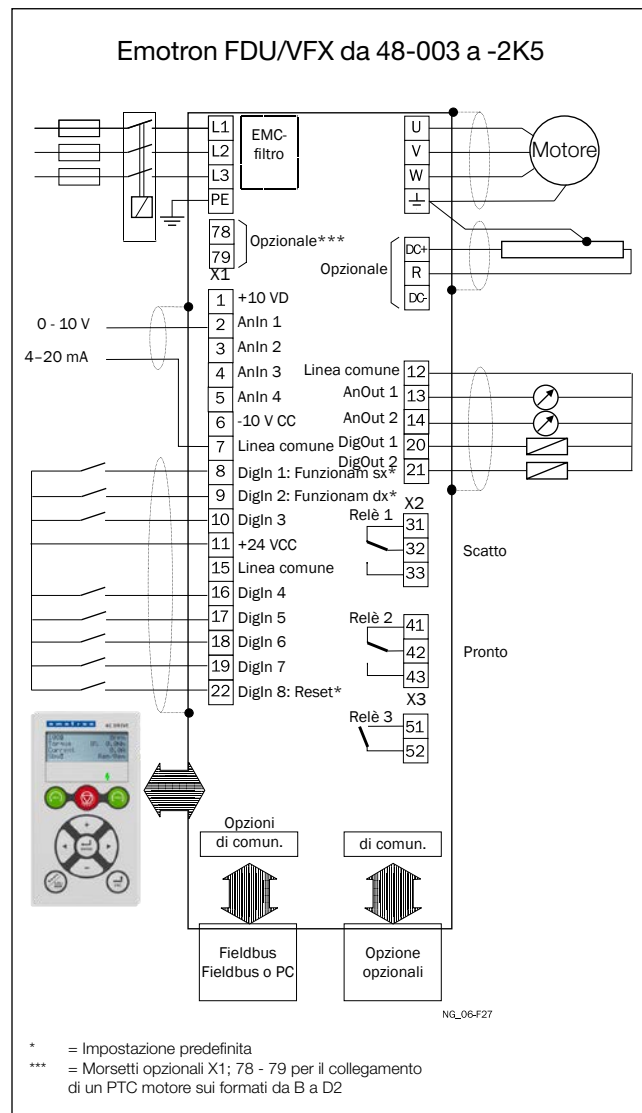 Emotron FDU/VFX da 48-003 a -2K5
L1
L2
L3
PE
EMC-
filtro
U
V
W
Motore
78
79
Opzionale***
X1
DC+
R
DC-
Opzionale
0 - 10 V
4–20 mA
1 +10 VD
2 AnIn 1
3 AnIn 2
4 AnIn 3
5 AnIn 4
6 -10 V CC
7 Linea comune
8 DigIn 1: Funzionam sx*
9 DigIn 2: Funzionam dx*
10 DigIn 3
11 +24 VCC
15 Linea comune
16 DigIn 4
17 DigIn 5
18 DigIn 6
19 DigIn 7
22 DigIn 8: Reset*
Linea comune 12
AnOut 1 13
AnOut 2 14
DigOut 1 20
DigOut 2 21
X2
Relè 1
31
32
33
Scatto
Relè 2
41
42
43
Pronto
X3
Relè 3
51
52
emotron AC DRIVE
Opzioni
di comun.
di comun.
Fieldbus
Fieldbus o PC
Opzione
opzionali
NG_06-F27
* = Impostazione predefinita
*** = Morsetti opzionali X1; 78 - 79 per il collegamento
di un PTC motore sui formati da B a D2